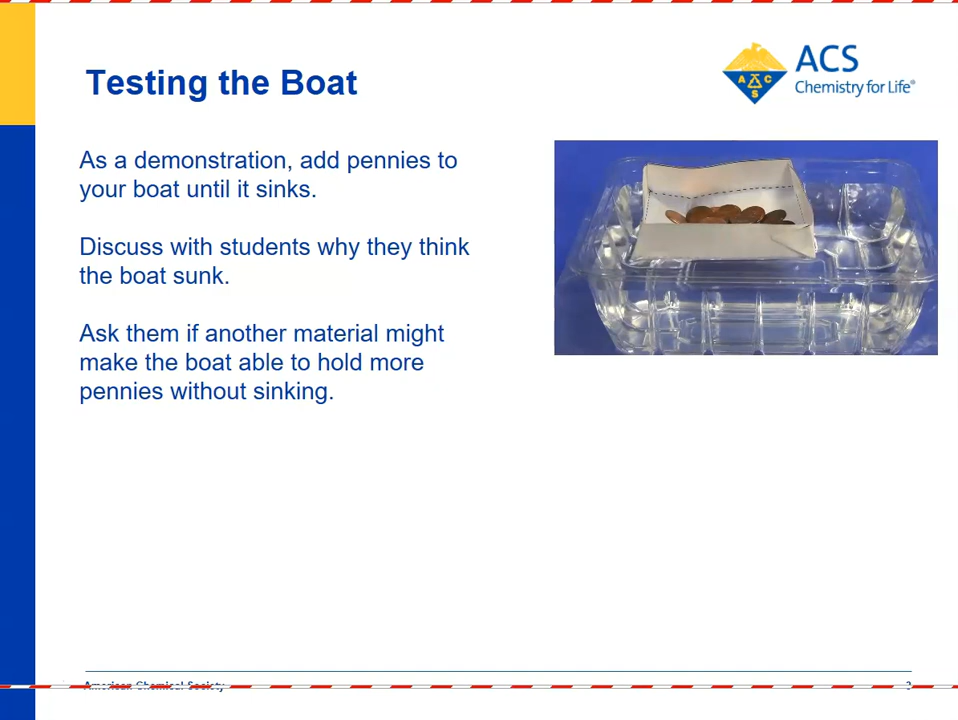 Testing the Boat
ACS
Chemistry for Life®
A C
S
As a demonstration, add pennies to
your boat until it sinks.
Discuss with students why they think
the boat sunk.
Ask them if another material might
make the boat able to hold more
pennies without sinking.
American Chemical Society
3